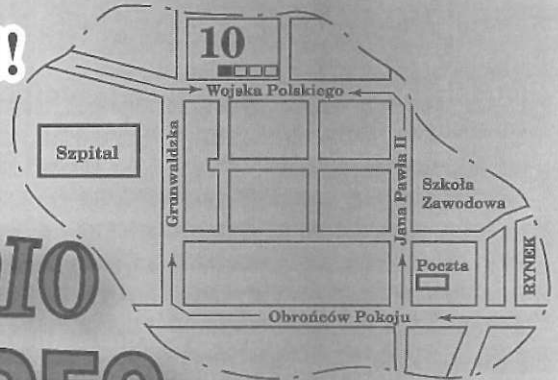 !
10
Wojska Polskiego
Szpital
Grunwaldzka
Jana Pawła II
Szkoła
Zawodowa
Poczta
RYNEK
Obrońców Pokoju